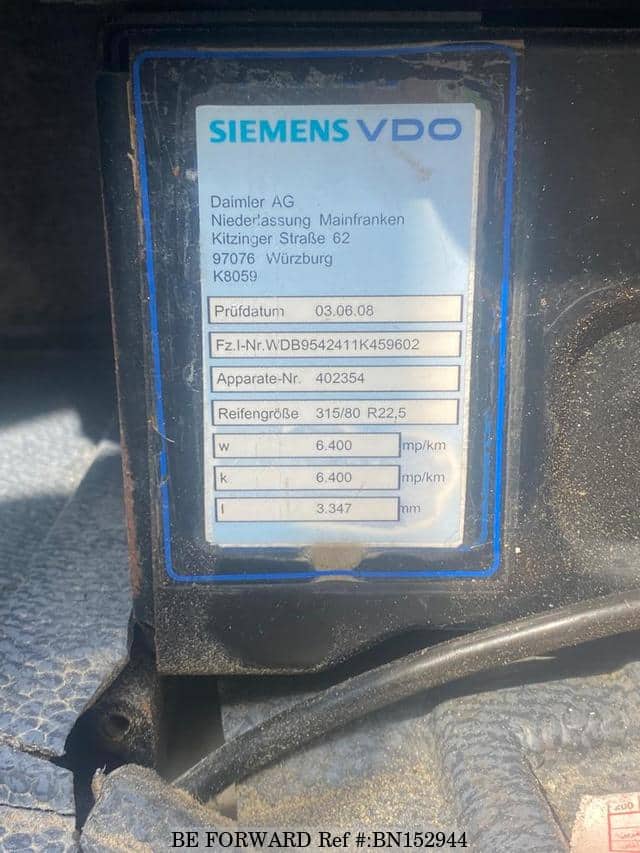 SIEMENS VDO
Daimler AG
Niederlassung Mainfranken
Kitzinger Straße 62
97076 Würzburg
K8059
Prüfdatum 03.06.08
Fz.I-Nr.WDB9542411K459602
Apparate-Nr. 402354
Reifengröße 315/80 R22,5
w 6.400 mp/km
k 6.400 mp/km
l 3.347 mm
BE FORWARD Ref #:BN152944